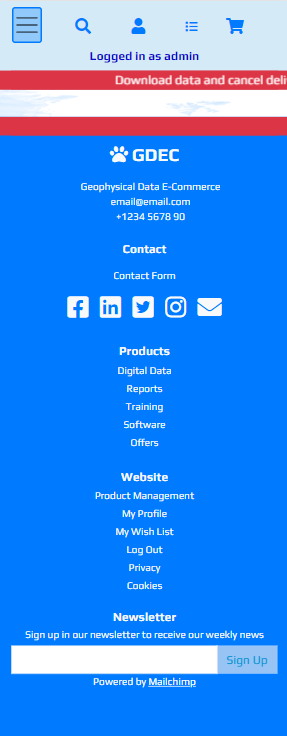 Logged in as admin
Download data and cancel deli
GDEC
Geophysical Data E-Commerce
email@email.com
+1234 5678 90
Contact
Contact Form
Products
Digital Data
Reports
Training
Software
Offers
Website
Product Management
My Profile
My Wish List
Log Out
Privacy
Cookies
Newsletter
Sign up in our newsletter to receive our weekly news
Sign Up
Powered by Mailchimp